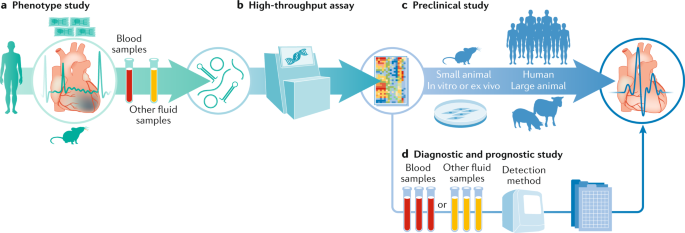 a Phenotype study
Blood
samples
Other fluid
samples
b High-throughput assay
c Preclinical study
Small animal
In vitro or ex vivo
Human
Large animal
d Diagnostic and prognostic study
Blood
samples
or
Other fluid
samples
Detection
method